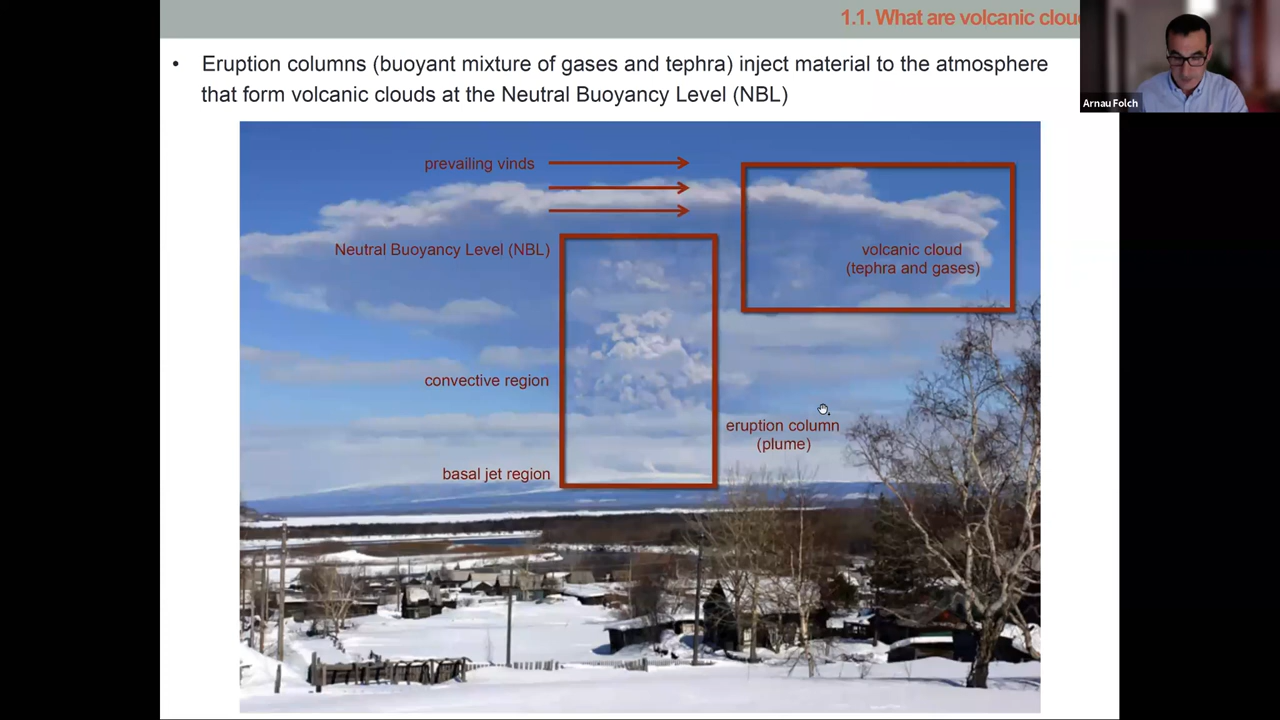 1.1. What are volcanic clou
Arnau Folch
• Eruption columns (buoyant mixture of gases and tephra) inject material to the atmosphere
that form volcanic clouds at the Neutral Buoyancy Level (NBL)
prevailing vinds
Neutral Buoyancy Level (NBL)
volcanic cloud
(tephra and gases)
convective region
eruption column
(plume)
basal jet region